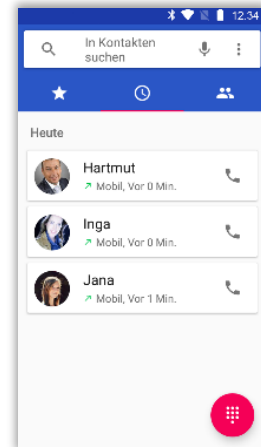 12.34
In Kontakten
suchen
Heute
Hartmut
Mobil, Vor 0 Min.
Inga
Mobil, Vor 0 Min.
Jana
Mobil, Vor 1 Min.